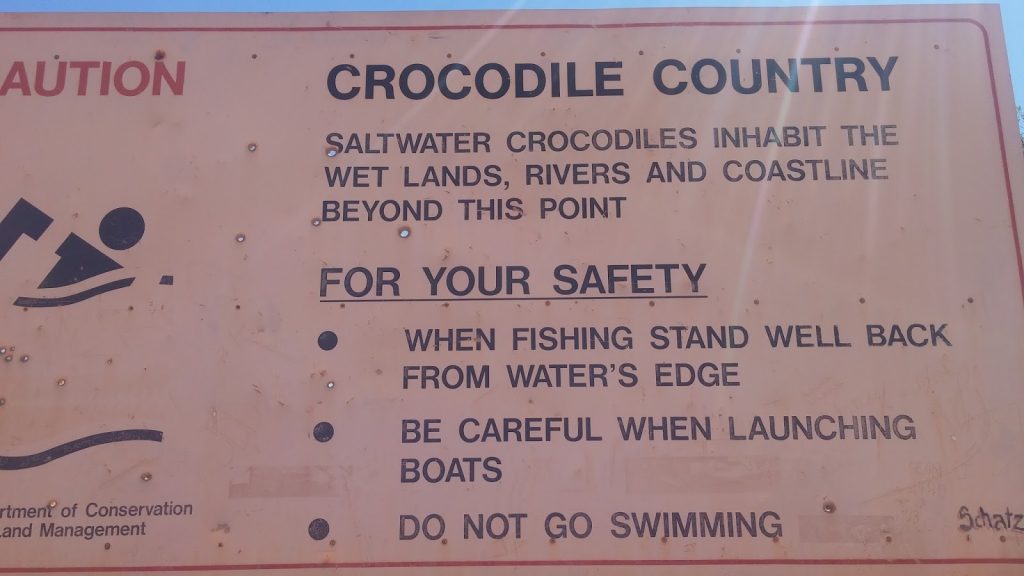 AUTION
CROCODILE COUNTRY
SALTWATER CROCODILES INHABIT THE
WET LANDS, RIVERS AND COASTLINE
BEYOND THIS POINT
FOR YOUR SAFETY
● WHEN FISHING STAND WELL BACK
FROM WATER'S EDGE
● BE CAREFUL WHEN LAUNCHING
BOATS
● DO NOT GO SWIMMING
rtment of Conservation
Land Management
Schatz